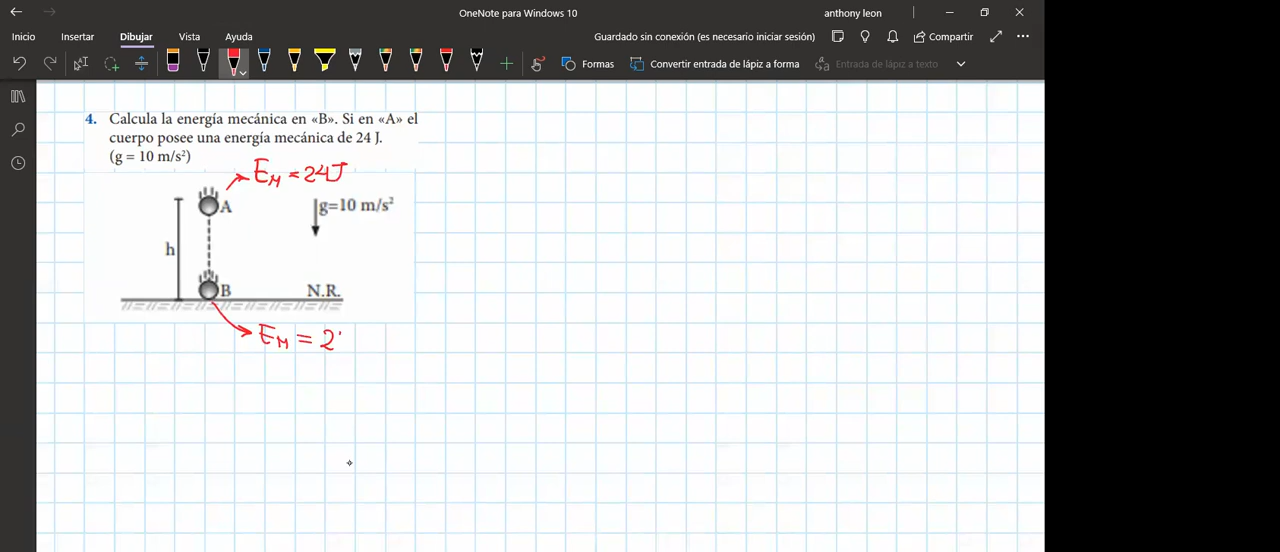 OneNote para Windows 10
anthony leon
Inicio Insertar Dibujar Vista Ayuda
Guardado sin conexión (es necesario iniciar sesión) Compartir
Formas Convertir entrada de lápiz a forma Entrada de lápiz a texto
4. Calcula la energía mecánica en «B». Si en «A» el
cuerpo posee una energía mecánica de 24 J.
(g = 10 m/s²)
E_M = 24J
A
g=10 m/s²
h
B
N.R.
E_M = 2